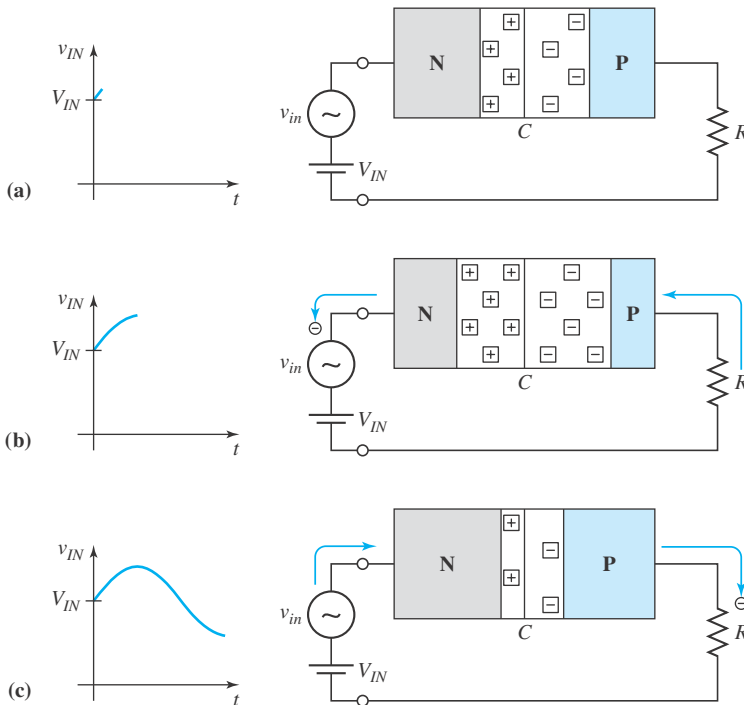 v_IN
V_IN
t
(a)
N
+ + + +
− − − −
P
C
v_in
~
V_IN
R
v_IN
V_IN
t
(b)
−
N
+ + + + + + + +
− − − − − − − −
P
C
v_in
~
V_IN
R
v_IN
V_IN
t
(c)
N
+ +
− −
P
−
C
v_in
~
V_IN
R